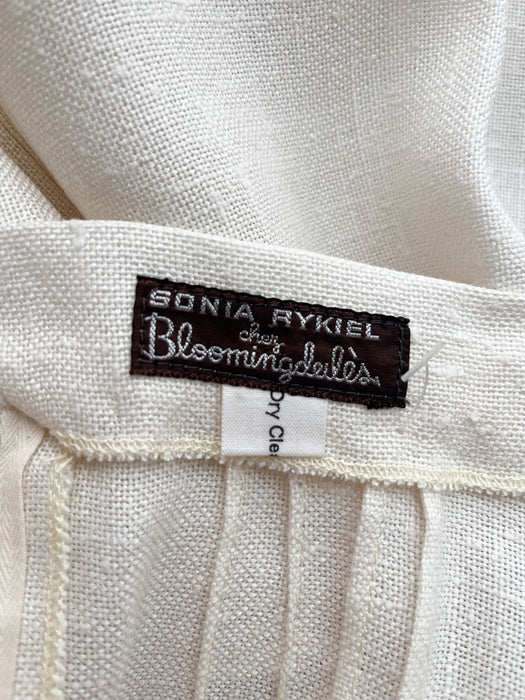 SONIA RYKIEL
chez
Bloomingdale's
Dry Cle